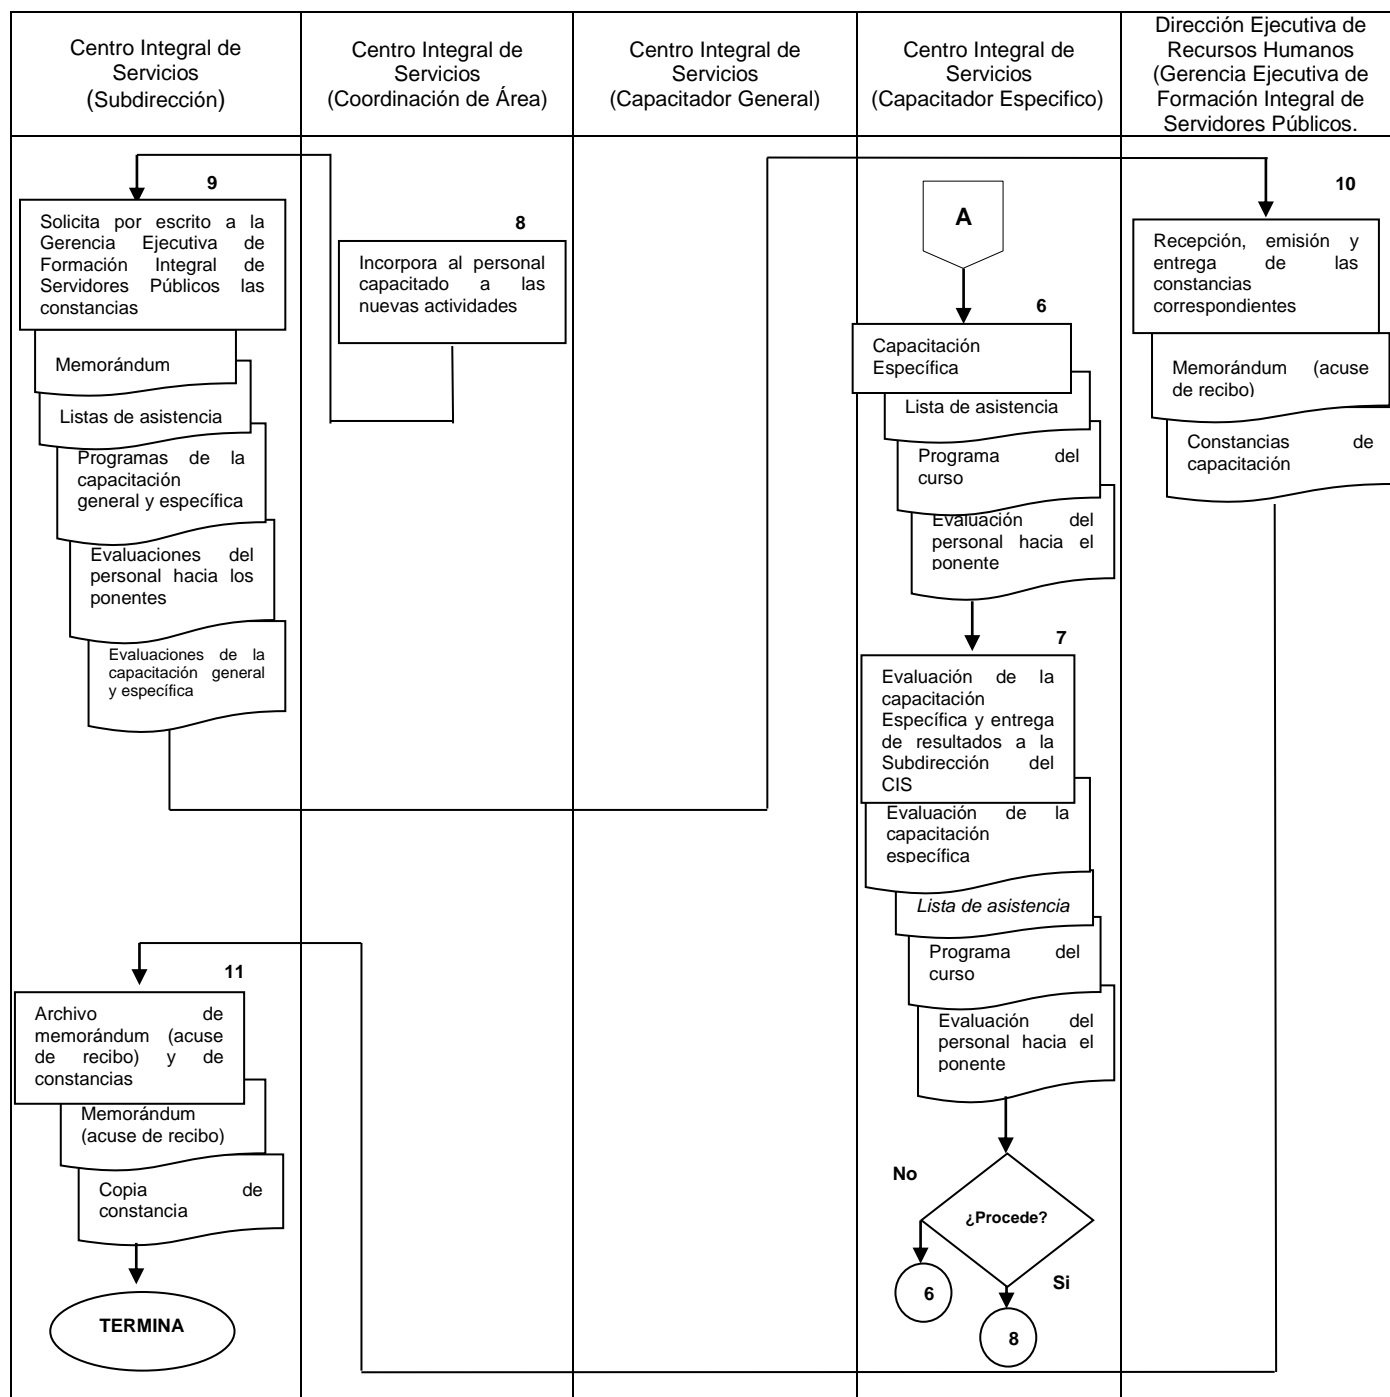 Centro Integral de
Servicios
(Subdirección)
Centro Integral de
Servicios
(Coordinación de Área)
Centro Integral de
Servicios
(Capacitador General)
Centro Integral de
Servicios
(Capacitador Especifico)
Dirección Ejecutiva de
Recursos Humanos
(Gerencia Ejecutiva de
Formación Integral de
Servidores Públicos.
9
Solicita por escrito a la
Gerencia Ejecutiva de
Formación Integral de
Servidores Públicos las
constancias
Memorándum
Listas de asistencia
Programas de la
capacitación
general y específica
Evaluaciones del
personal hacia los
ponentes
Evaluaciones de la
capacitación general
y específica
11
Archivo de
memorándum (acuse
de recibo) y de
constancias
Memorándum
(acuse de recibo)
Copia de
constancia
TERMINA
8
Incorpora al personal
capacitado a las
nuevas actividades
A
6
Capacitación
Específica
Lista de asistencia
Programa del
curso
Evaluación del
personal hacia el
ponente
7
Evaluación de la
capacitación
Específica y entrega
de resultados a la
Subdirección del
CIS
Evaluación de la
capacitación
específica
Lista de asistencia
Programa del
curso
Evaluación del
personal hacia el
ponente
No
¿Procede?
Si
6
8
10
Recepción, emisión y
entrega de las
constancias
correspondientes
Memorándum (acuse
de recibo)
Constancias de
capacitación